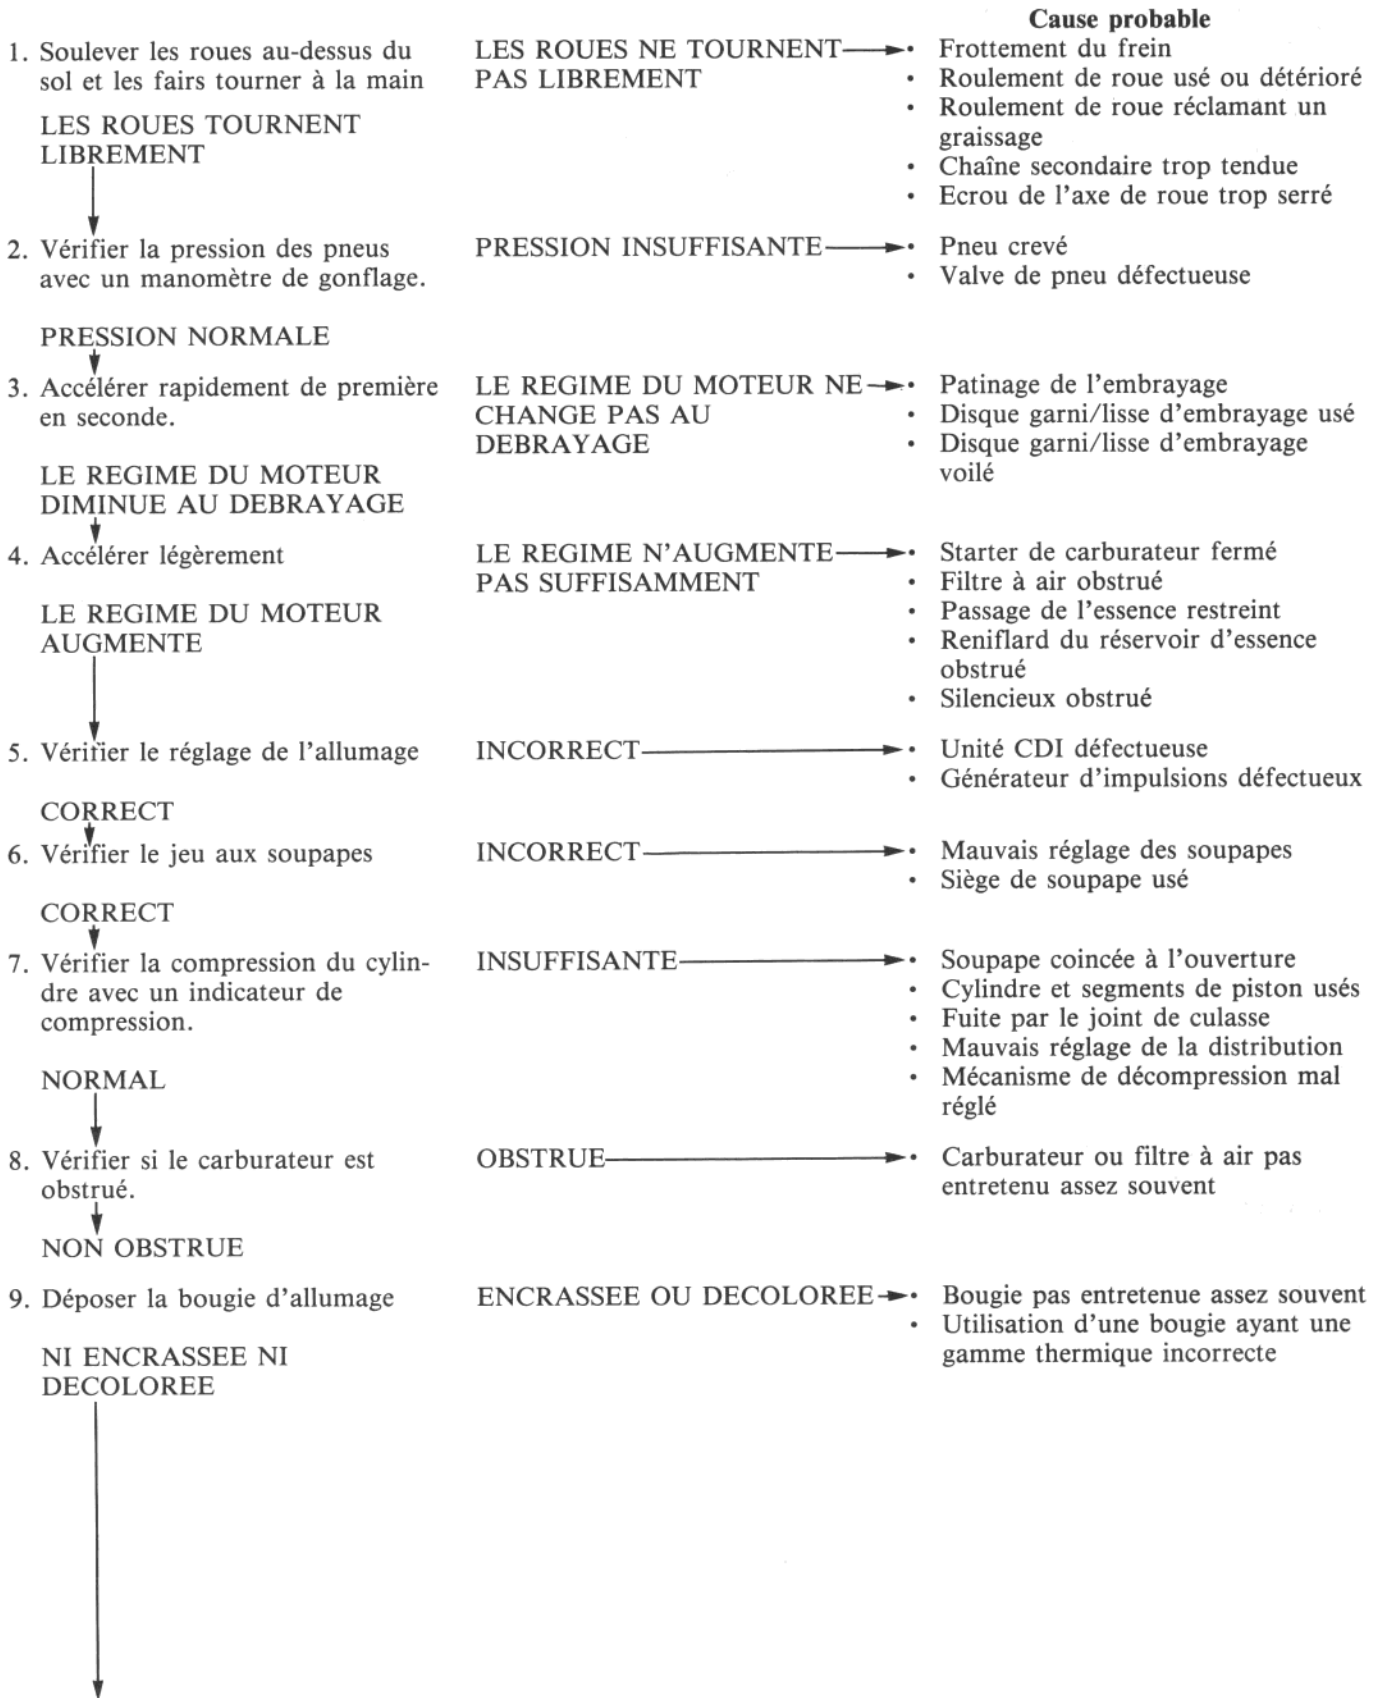 Cause probable
1. Soulever les roues au-dessus du
sol et les fairs tourner à la main
LES ROUES TOURNENT
LIBREMENT
LES ROUES NE TOURNENT
PAS LIBREMENT
• Frottement du frein
• Roulement de roue usé ou détérioré
• Roulement de roue réclamant un
graissage
• Chaîne secondaire trop tendue
• Ecrou de l'axe de roue trop serré
2. Vérifier la pression des pneus
avec un manomètre de gonflage.
PRESSION NORMALE
PRESSION INSUFFISANTE
• Pneu crevé
• Valve de pneu défectueuse
3. Accélérer rapidement de première
en seconde.
LE REGIME DU MOTEUR
DIMINUE AU DEBRAYAGE
LE REGIME DU MOTEUR NE
CHANGE PAS AU
DEBRAYAGE
• Patinage de l'embrayage
• Disque garni/lisse d'embrayage usé
• Disque garni/lisse d'embrayage
voilé
4. Accélérer légèrement
LE REGIME DU MOTEUR
AUGMENTE
LE REGIME N'AUGMENTE
PAS SUFFISAMMENT
• Starter de carburateur fermé
• Filtre à air obstrué
• Passage de l'essence restreint
• Reniflard du réservoir d'essence
obstrué
• Silencieux obstrué
5. Vérifier le réglage de l'allumage
CORRECT
INCORRECT
• Unité CDI défectueuse
• Générateur d'impulsions défectueux
6. Vérifier le jeu aux soupapes
CORRECT
INCORRECT
• Mauvais réglage des soupapes
• Siège de soupape usé
7. Vérifier la compression du cylin-
dre avec un indicateur de
compression.
NORMAL
INSUFFISANTE
• Soupape coincée à l'ouverture
• Cylindre et segments de piston usés
• Fuite par le joint de culasse
• Mauvais réglage de la distribution
• Mécanisme de décompression mal
réglé
8. Vérifier si le carburateur est
obstrué.
NON OBSTRUE
OBSTRUE
• Carburateur ou filtre à air pas
entretenu assez souvent
9. Déposer la bougie d'allumage
NI ENCRASSEE NI
DECOLOREE
ENCRASSEE OU DECOLOREE
• Bougie pas entretenue assez souvent
• Utilisation d'une bougie ayant une
gamme thermique incorrecte